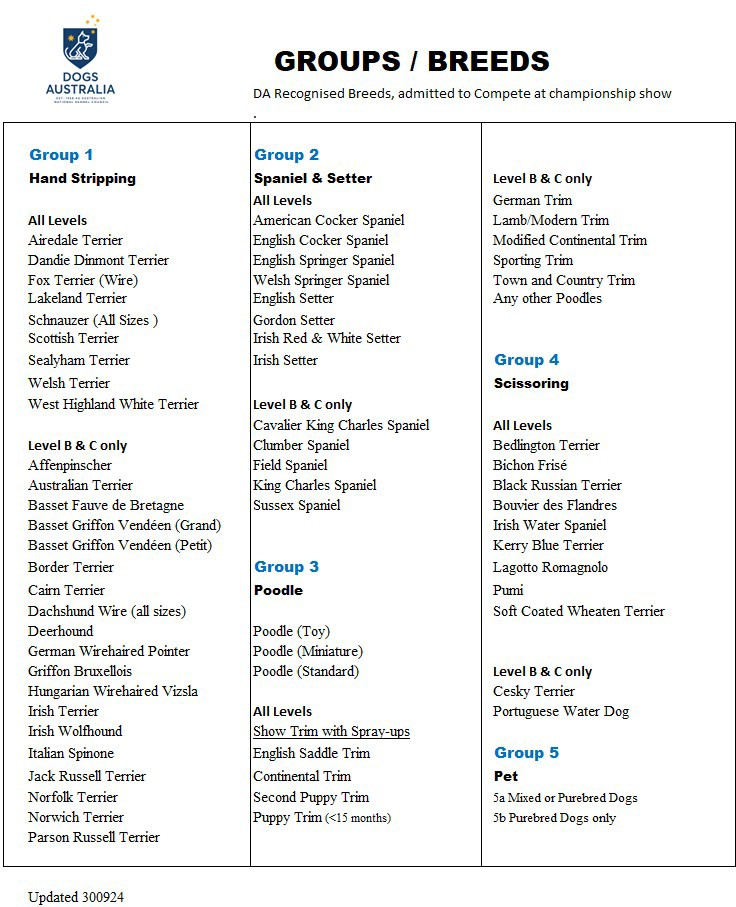 DOGS
AUSTRALIA
EST. 1958 AS AUSTRALIAN
NATIONAL KENNEL COUNCIL
GROUPS / BREEDS
DA Recognised Breeds, admitted to Compete at championship show
.
Group 1
Hand Stripping
All Levels
Airedale Terrier
Dandie Dinmont Terrier
Fox Terrier (Wire)
Lakeland Terrier
Schnauzer (All Sizes )
Scottish Terrier
Sealyham Terrier
Welsh Terrier
West Highland White Terrier
Level B & C only
Affenpinscher
Australian Terrier
Basset Fauve de Bretagne
Basset Griffon Vendéen (Grand)
Basset Griffon Vendéen (Petit)
Border Terrier
Cairn Terrier
Dachshund Wire (all sizes)
Deerhound
German Wirehaired Pointer
Griffon Bruxellois
Hungarian Wirehaired Vizsla
Irish Terrier
Irish Wolfhound
Italian Spinone
Jack Russell Terrier
Norfolk Terrier
Norwich Terrier
Parson Russell Terrier
Group 2
Spaniel & Setter
All Levels
American Cocker Spaniel
English Cocker Spaniel
English Springer Spaniel
Welsh Springer Spaniel
English Setter
Gordon Setter
Irish Red & White Setter
Irish Setter
Level B & C only
Cavalier King Charles Spaniel
Clumber Spaniel
Field Spaniel
King Charles Spaniel
Sussex Spaniel
Group 3
Poodle
Poodle (Toy)
Poodle (Miniature)
Poodle (Standard)
All Levels
Show Trim with Spray-ups
English Saddle Trim
Continental Trim
Second Puppy Trim
Puppy Trim (<15 months)
Level B & C only
German Trim
Lamb/Modern Trim
Modified Continental Trim
Sporting Trim
Town and Country Trim
Any other Poodles
Group 4
Scissoring
All Levels
Bedlington Terrier
Bichon Frisé
Black Russian Terrier
Bouvier des Flandres
Irish Water Spaniel
Kerry Blue Terrier
Lagotto Romagnolo
Pumi
Soft Coated Wheaten Terrier
Level B & C only
Cesky Terrier
Portuguese Water Dog
Group 5
Pet
5a Mixed or Purebred Dogs
5b Purebred Dogs only
Updated 300924